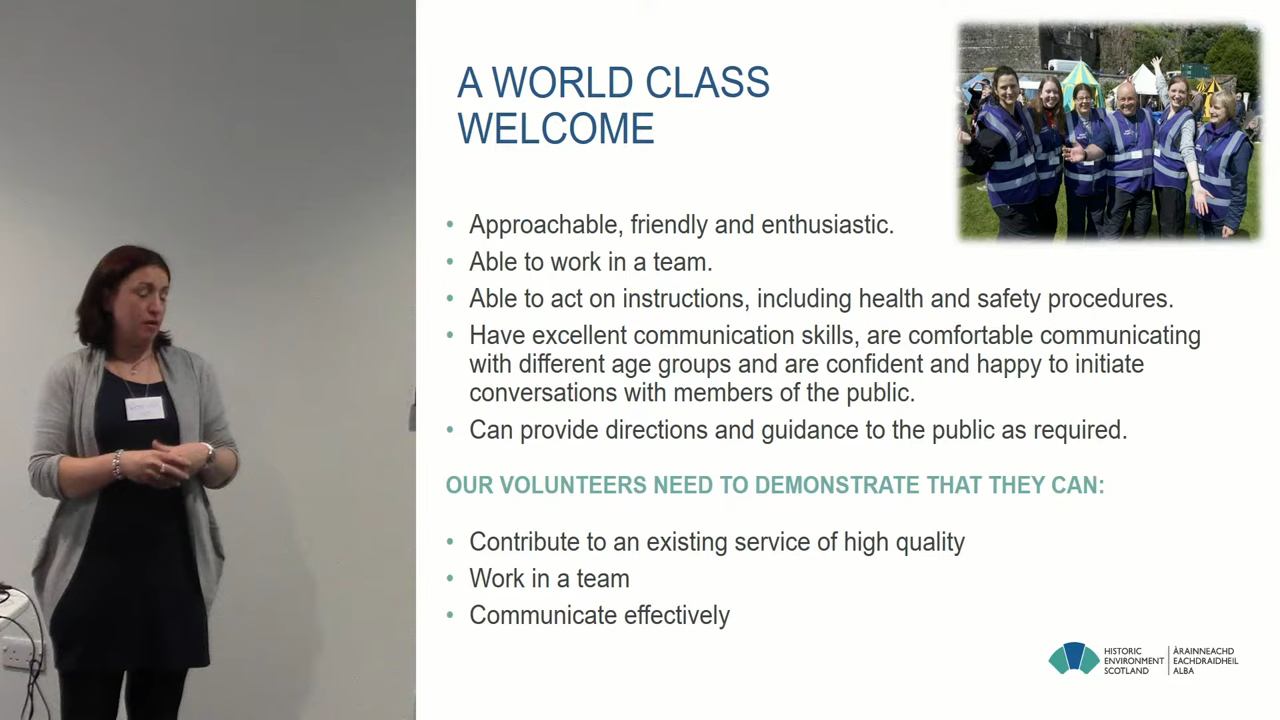 A WORLD CLASS
WELCOME
• Approachable, friendly and enthusiastic.
• Able to work in a team.
• Able to act on instructions, including health and safety procedures.
• Have excellent communication skills, are comfortable communicating
with different age groups and are confident and happy to initiate
conversations with members of the public.
• Can provide directions and guidance to the public as required.
OUR VOLUNTEERS NEED TO DEMONSTRATE THAT THEY CAN:
• Contribute to an existing service of high quality
• Work in a team
• Communicate effectively
HISTORIC
ENVIRONMENT
SCOTLAND
ÀRAINNEACHD
EACHDRAIDHEIL
ALBA